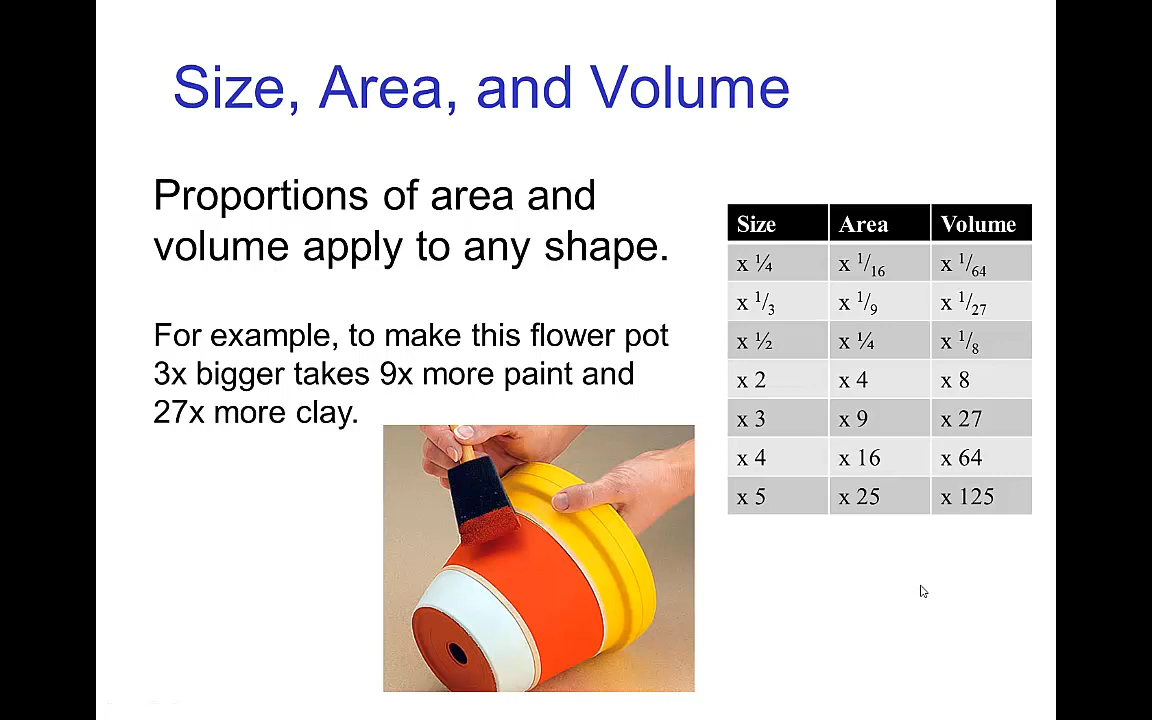 Size, Area, and Volume
Proportions of area and
volume apply to any shape.
For example, to make this flower pot
3x bigger takes 9x more paint and
27x more clay.
Size Area Volume
x ¼ x 1/16 x 1/64
x 1/3 x 1/9 x 1/27
x ½ x ¼ x 1/8
x 2 x 4 x 8
x 3 x 9 x 27
x 4 x 16 x 64
x 5 x 25 x 125